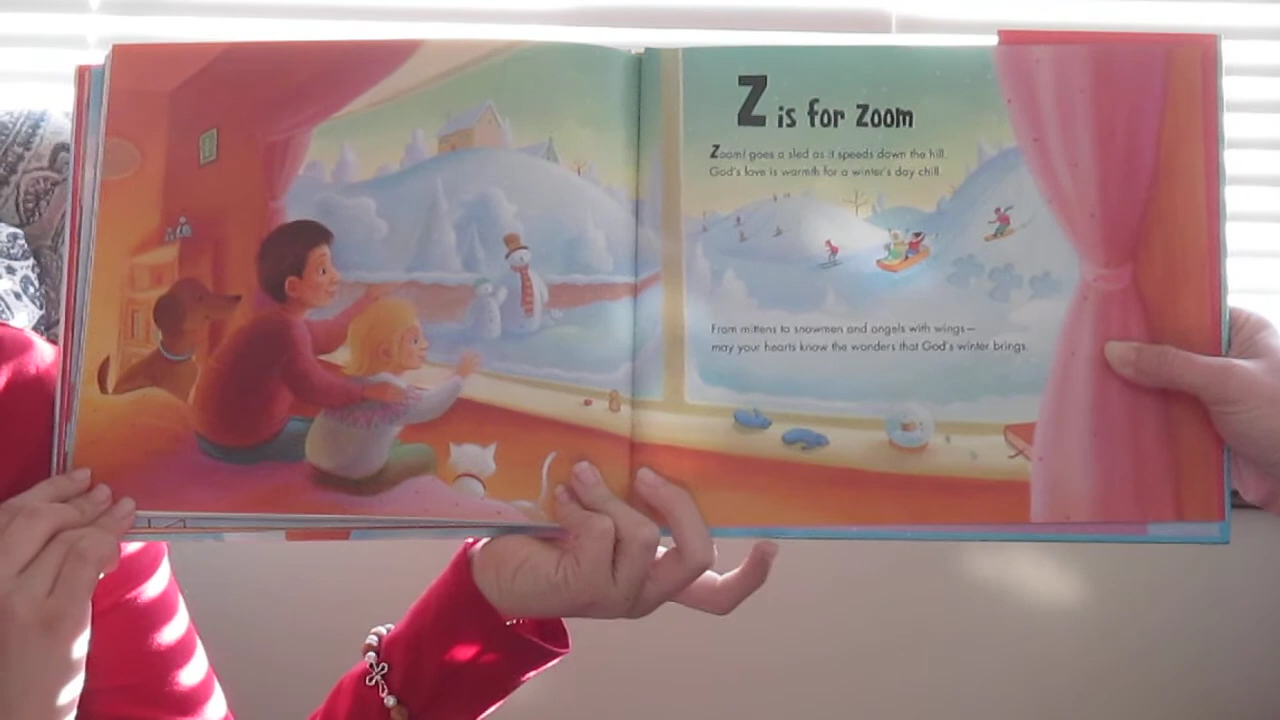 Z is for Zoom
Zoom! goes a sled as it speeds down the hill.
God's love is warmth for a winter's day chill.
From mittens to snowmen and angels with wings—
may your hearts know the wonders that God's winter brings.